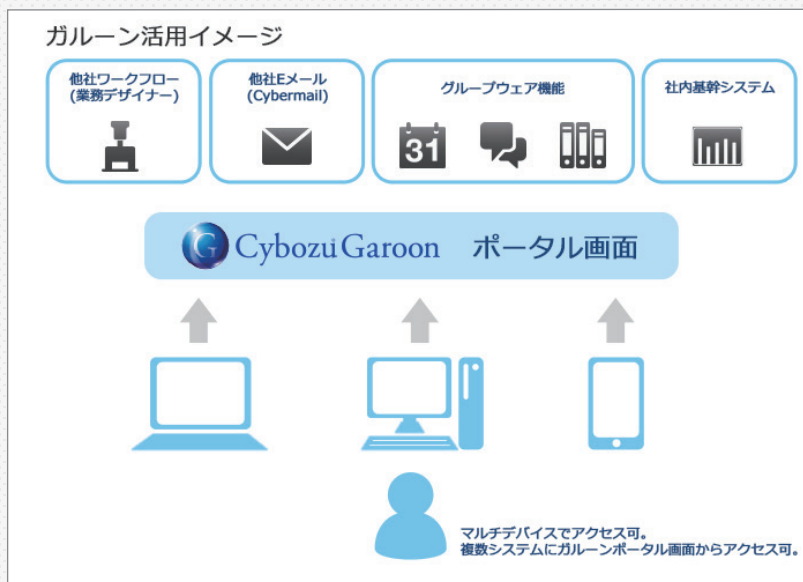 ガルーン活用イメージ
他社ワークフロー
(業務デザイナー)
他社Eメール
(Cybermail)
グループウェア機能
社内基幹システム
31
G
Cybozu Garoon ポータル画面
マルチデバイスでアクセス可。
複数システムにガルーンポータル画面からアクセス可。